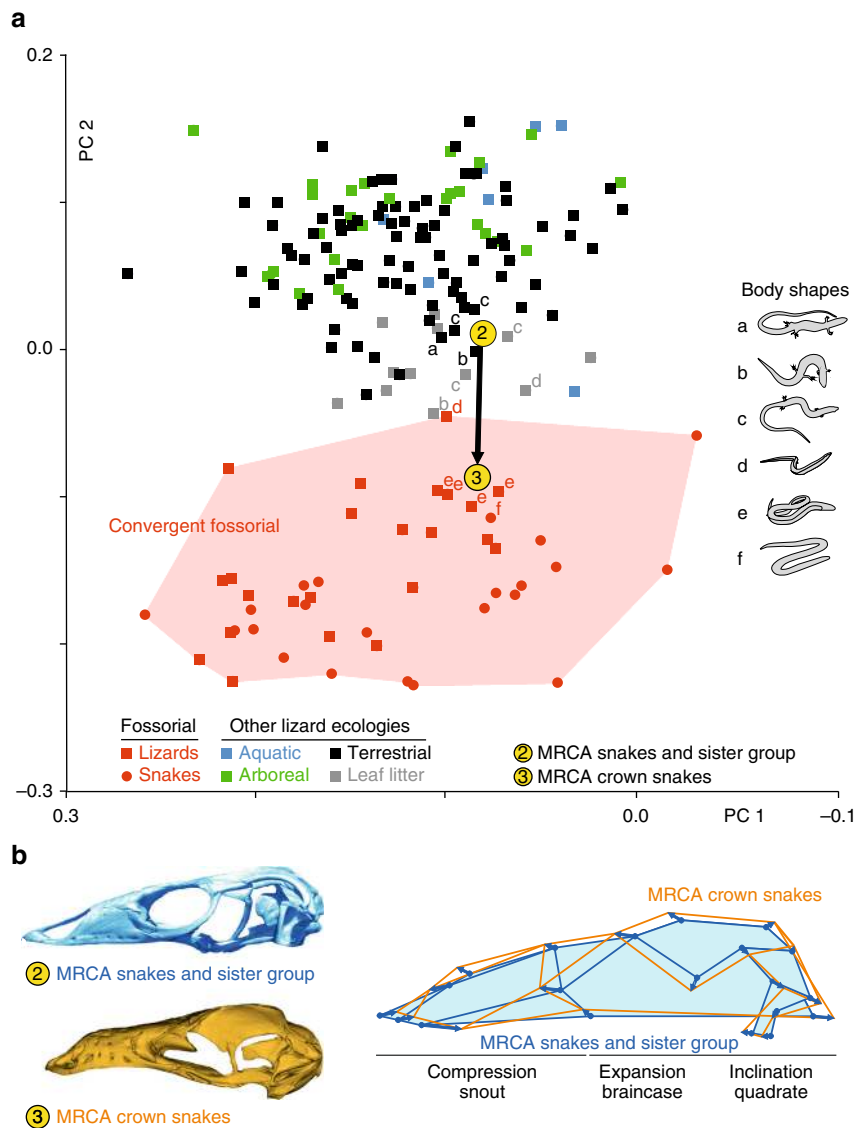 a
0.2
PC 2
0.0
–0.3
0.3
0.0
PC 1
–0.1
c
c
2
c
a
b
c
d
b
d
3
e
e
e
e
f
Convergent fossorial
Body shapes
a
b
c
d
e
f
Fossorial
Other lizard ecologies
Lizards
Aquatic
Terrestrial
Snakes
Arboreal
Leaf litter
2 MRCA snakes and sister group
3 MRCA crown snakes
b
2 MRCA snakes and sister group
3 MRCA crown snakes
MRCA crown snakes
MRCA snakes and sister group
Compression
snout
Expansion
braincase
Inclination
quadrate